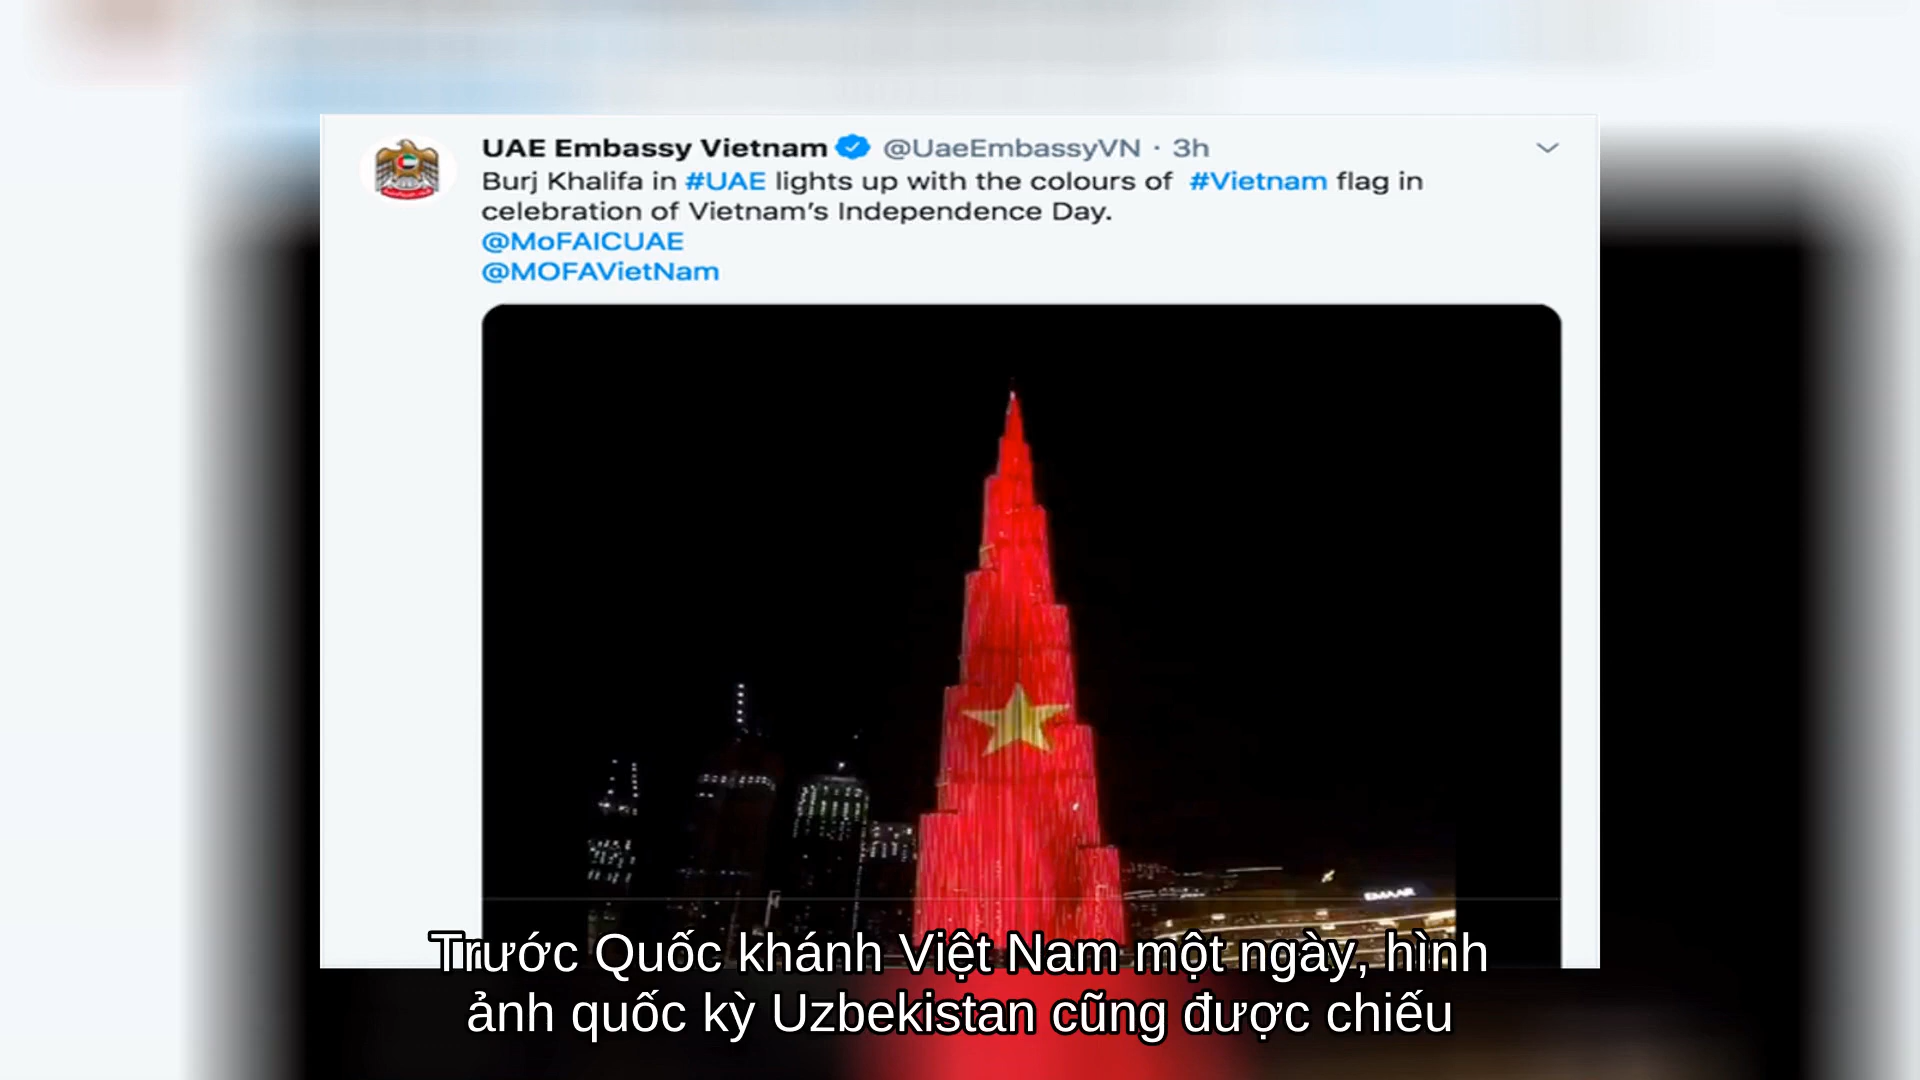 UAE Embassy Vietnam @UaeEmbassyVN · 3h
Burj Khalifa in #UAE lights up with the colours of #Vietnam flag in
celebration of Vietnam's Independence Day.
@MoFAICUAE
@MOFAVietNam
EMAAR
Trước Quốc khánh Việt Nam một ngày, hình
ảnh quốc kỳ Uzbekistan cũng được chiếu